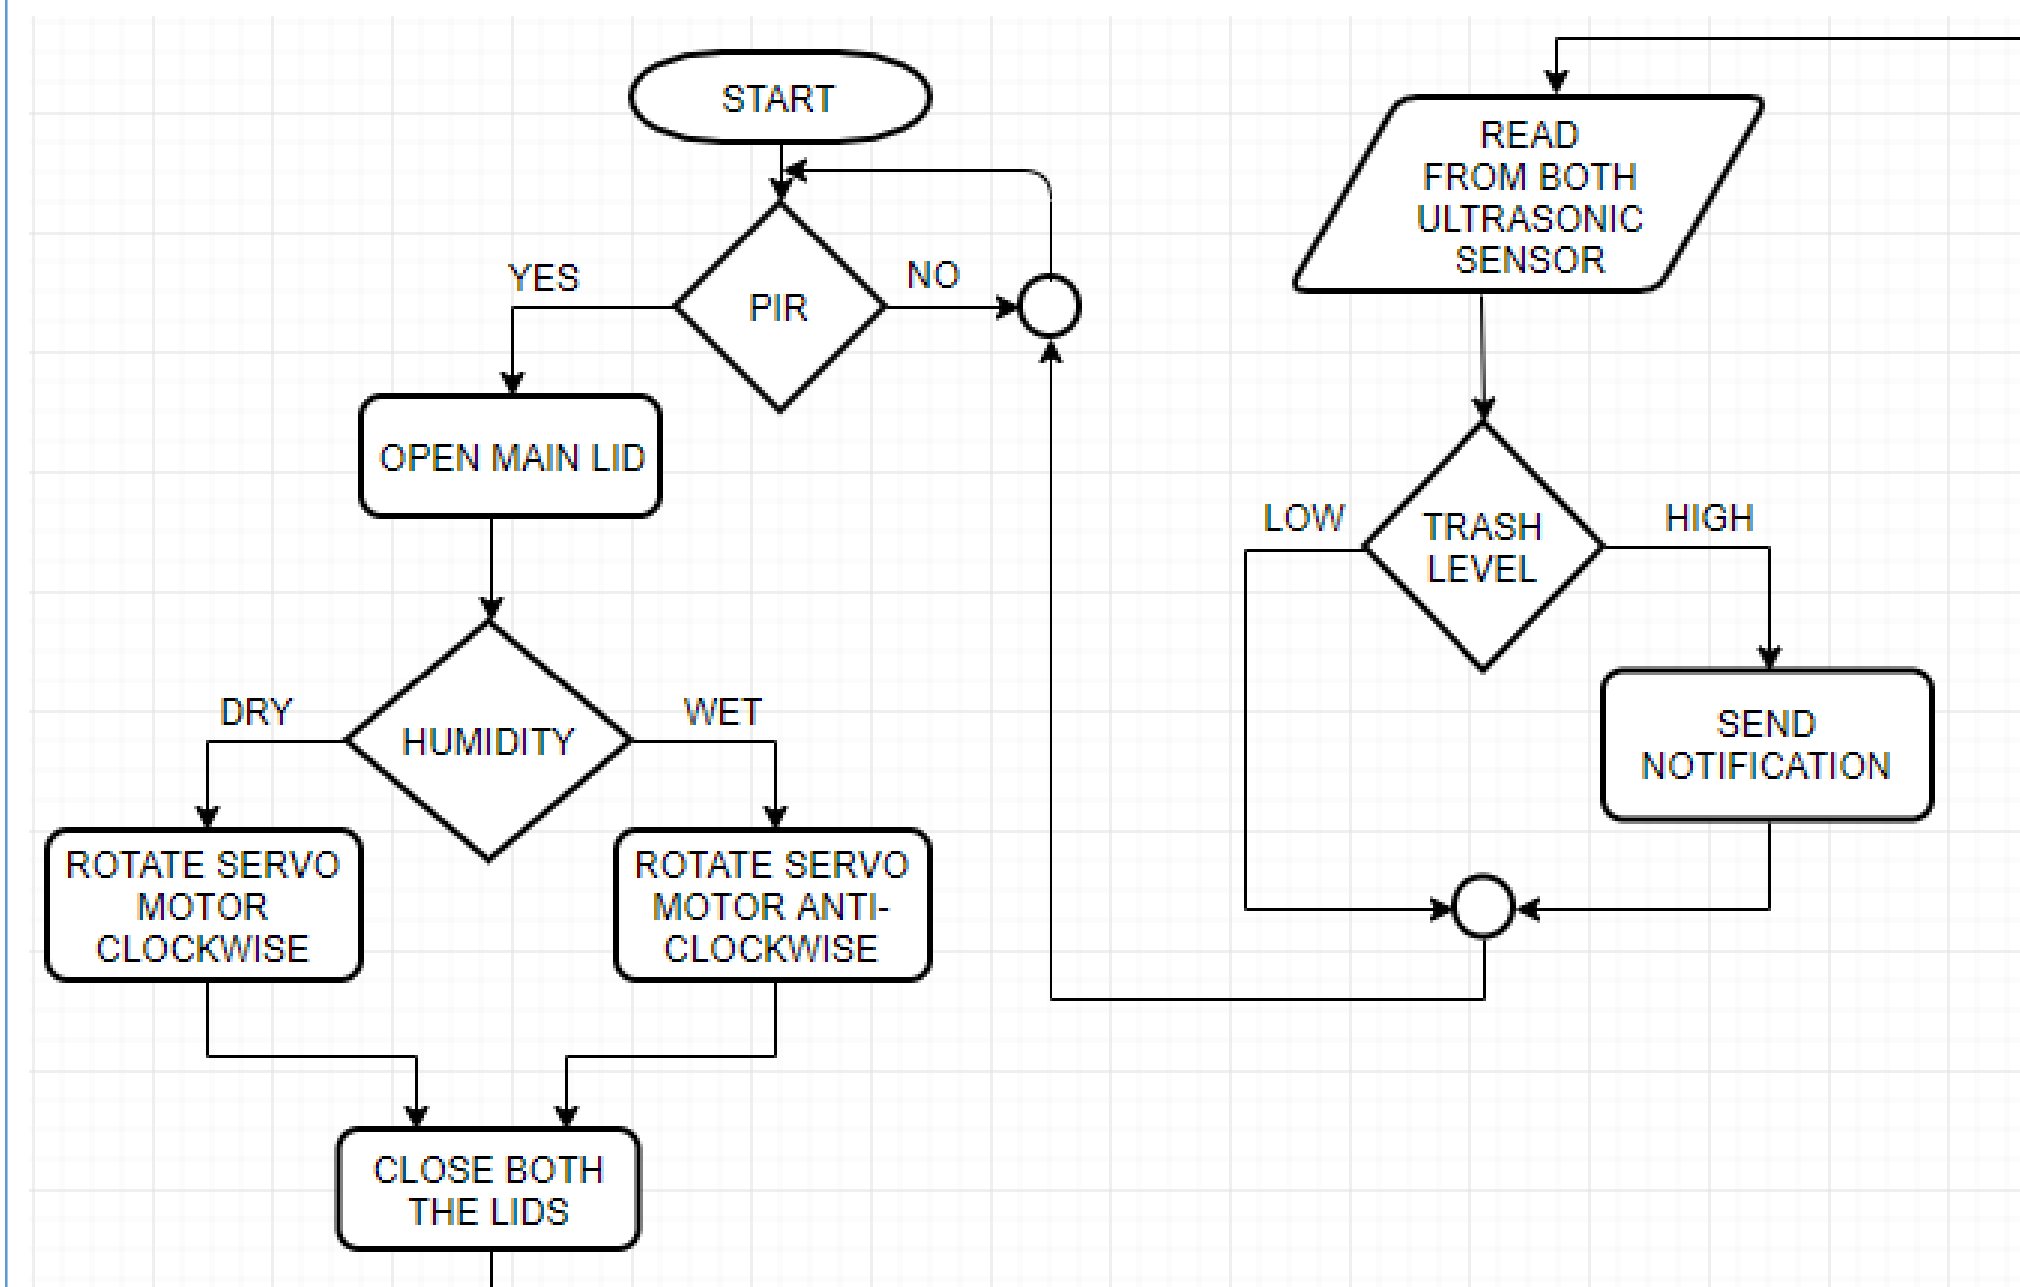 START
PIR
YES
NO
OPEN MAIN LID
HUMIDITY
DRY
WET
ROTATE SERVO
MOTOR
CLOCKWISE
ROTATE SERVO
MOTOR ANTI-
CLOCKWISE
CLOSE BOTH
THE LIDS
READ
FROM BOTH
ULTRASONIC
SENSOR
TRASH
LEVEL
LOW
HIGH
SEND
NOTIFICATION